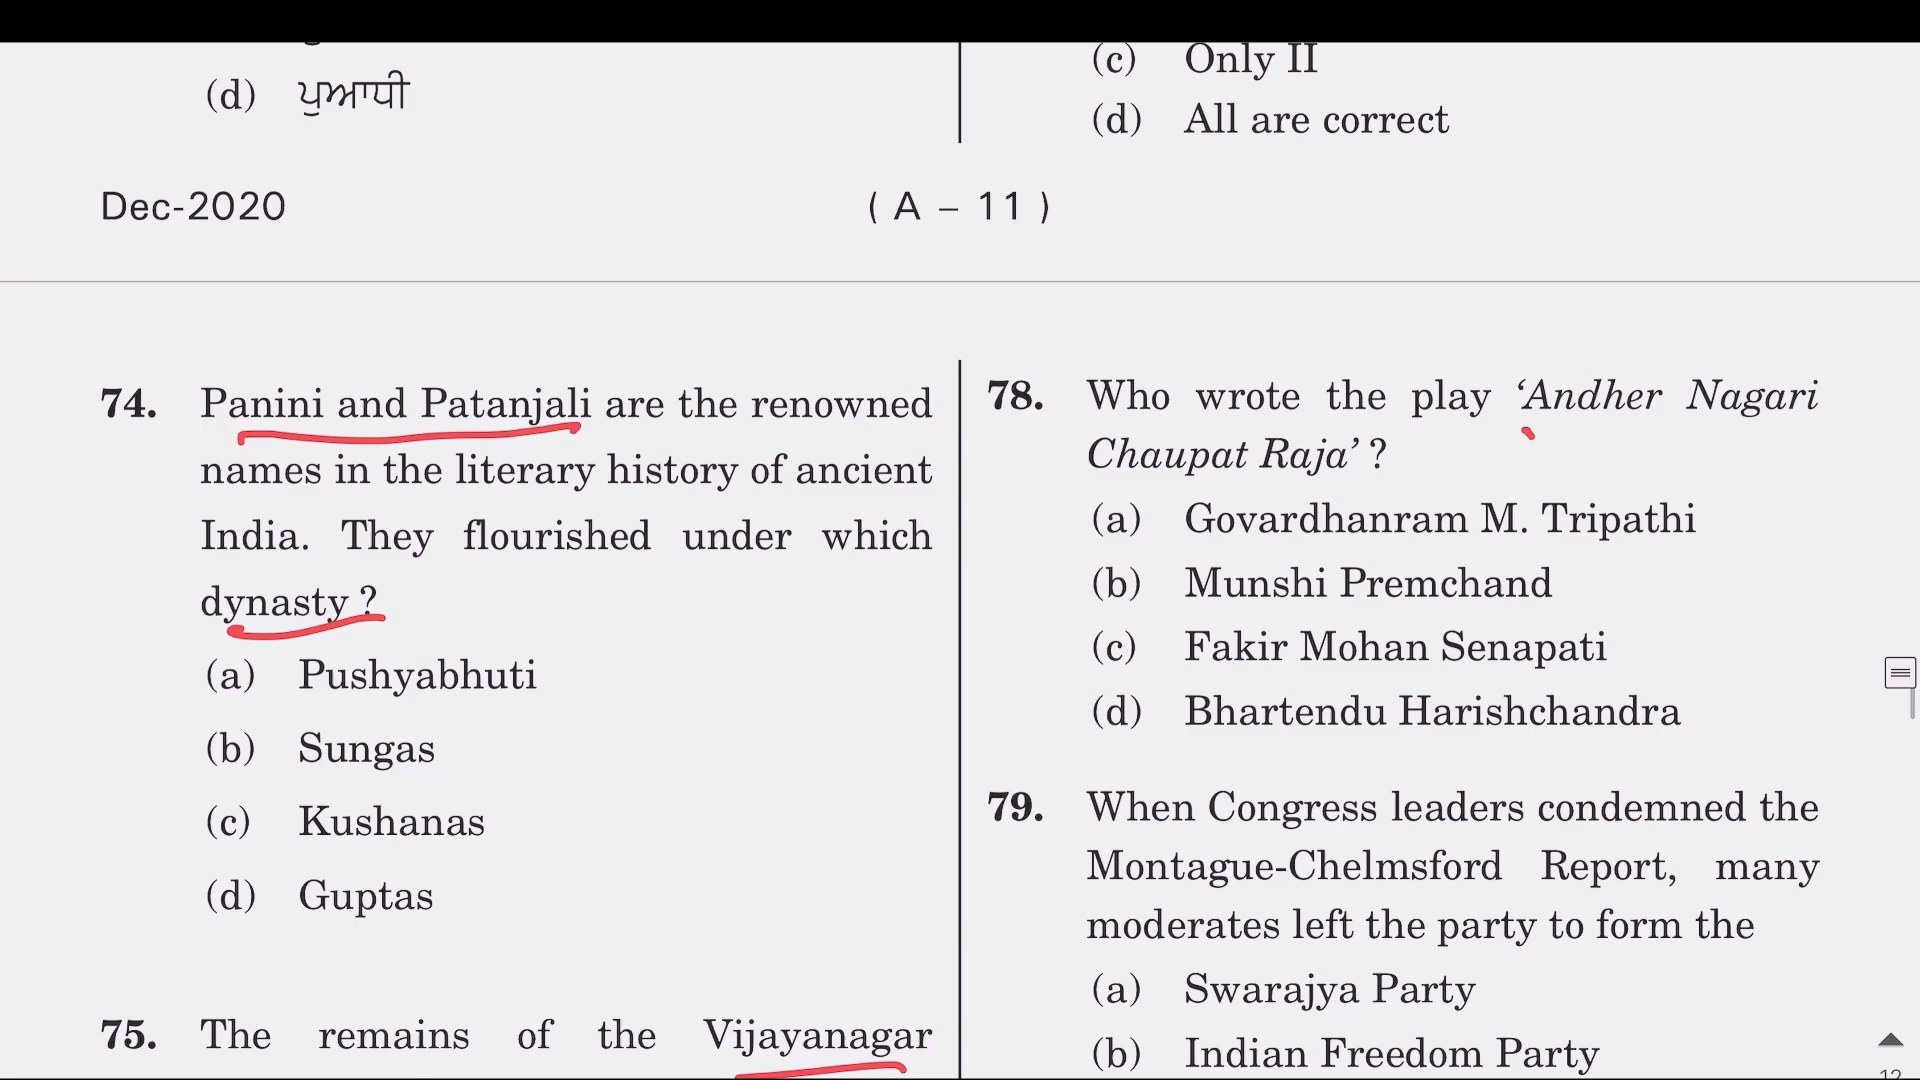 (d) ਪੁਆਧੀ
(c) Only II
(d) All are correct
Dec-2020
( A – 11 )
74. Panini and Patanjali are the renowned
names in the literary history of ancient
India. They flourished under which
dynasty ?
(a) Pushyabhuti
(b) Sungas
(c) Kushanas
(d) Guptas
75. The remains of the Vijayanagar
78. Who wrote the play ‘Andher Nagari
Chaupat Raja’ ?
(a) Govardhanram M. Tripathi
(b) Munshi Premchand
(c) Fakir Mohan Senapati
(d) Bhartendu Harishchandra
79. When Congress leaders condemned the
Montague-Chelmsford Report, many
moderates left the party to form the
(a) Swarajya Party
(b) Indian Freedom Party